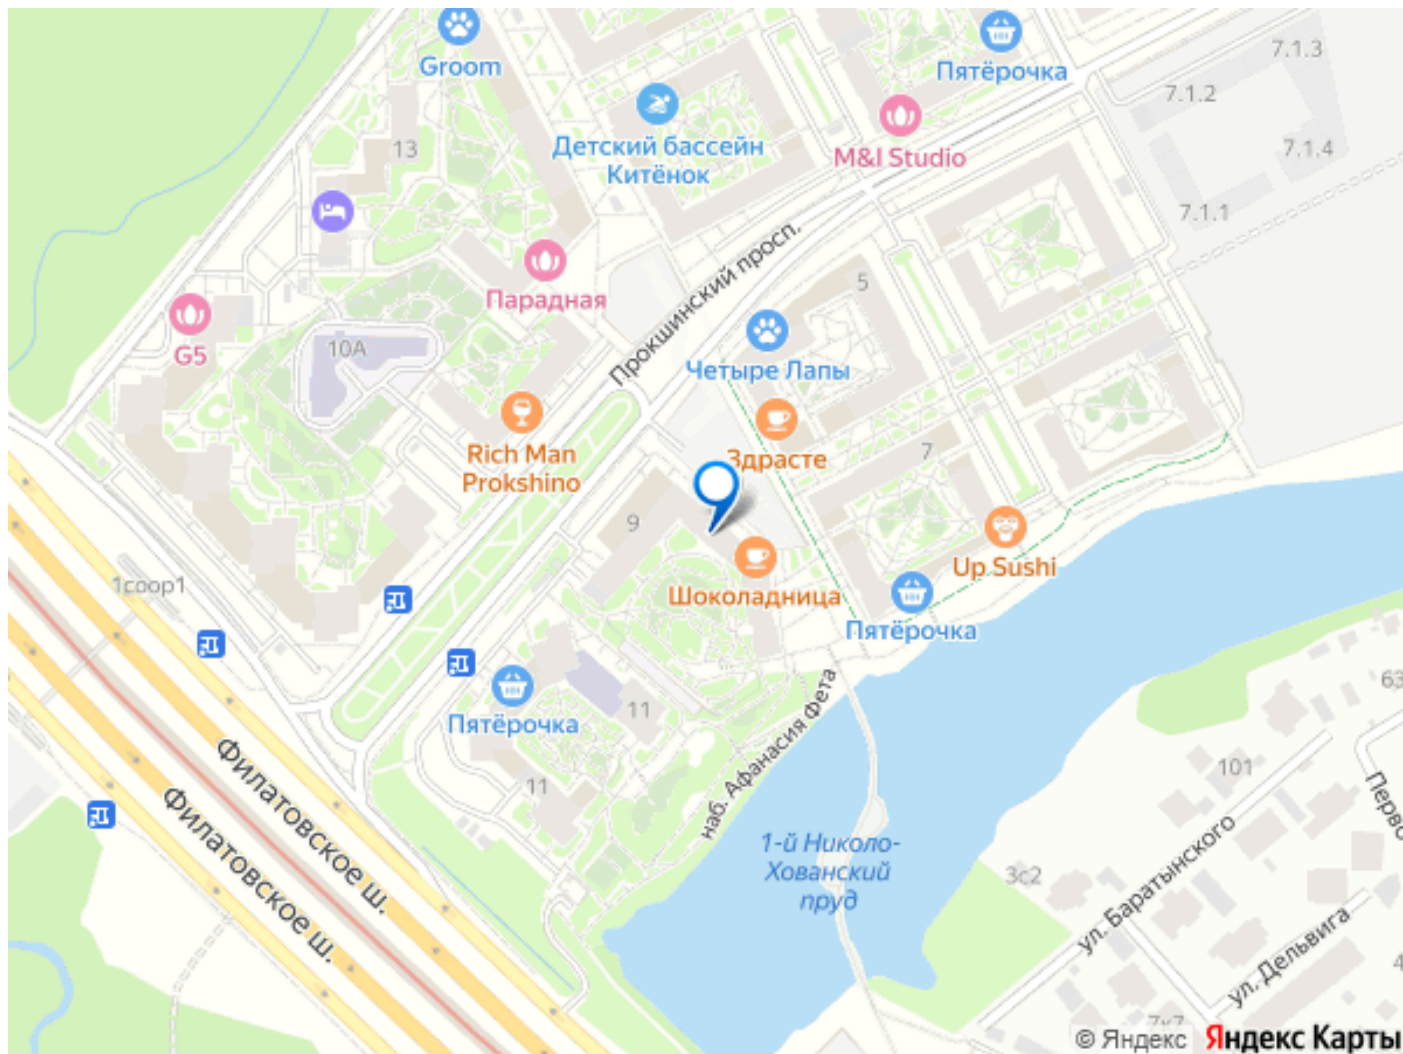 Groom
Пятёрочка
7.1.3
7.1.2
7.1.4
13
Детский бассейн
Китёнок
M&I Studio
7.1.1
Парадная
Прокшинский просп.
5
G5
10А
Четыре Лапы
Rich Man
Prokshino
Здрасте
7
9
Up Sushi
1соор1
Шоколадница
Пятёрочка
Пятёрочка
11
11
наб. Афанасия Фета
63
101
Филатовское ш.
Филатовское ш.
1-й Николо-
Хованский
пруд
3с2
ул. Баратынского
Перво
ул. Дельвига
4
7к7
© Яндекс Яндекс Карты